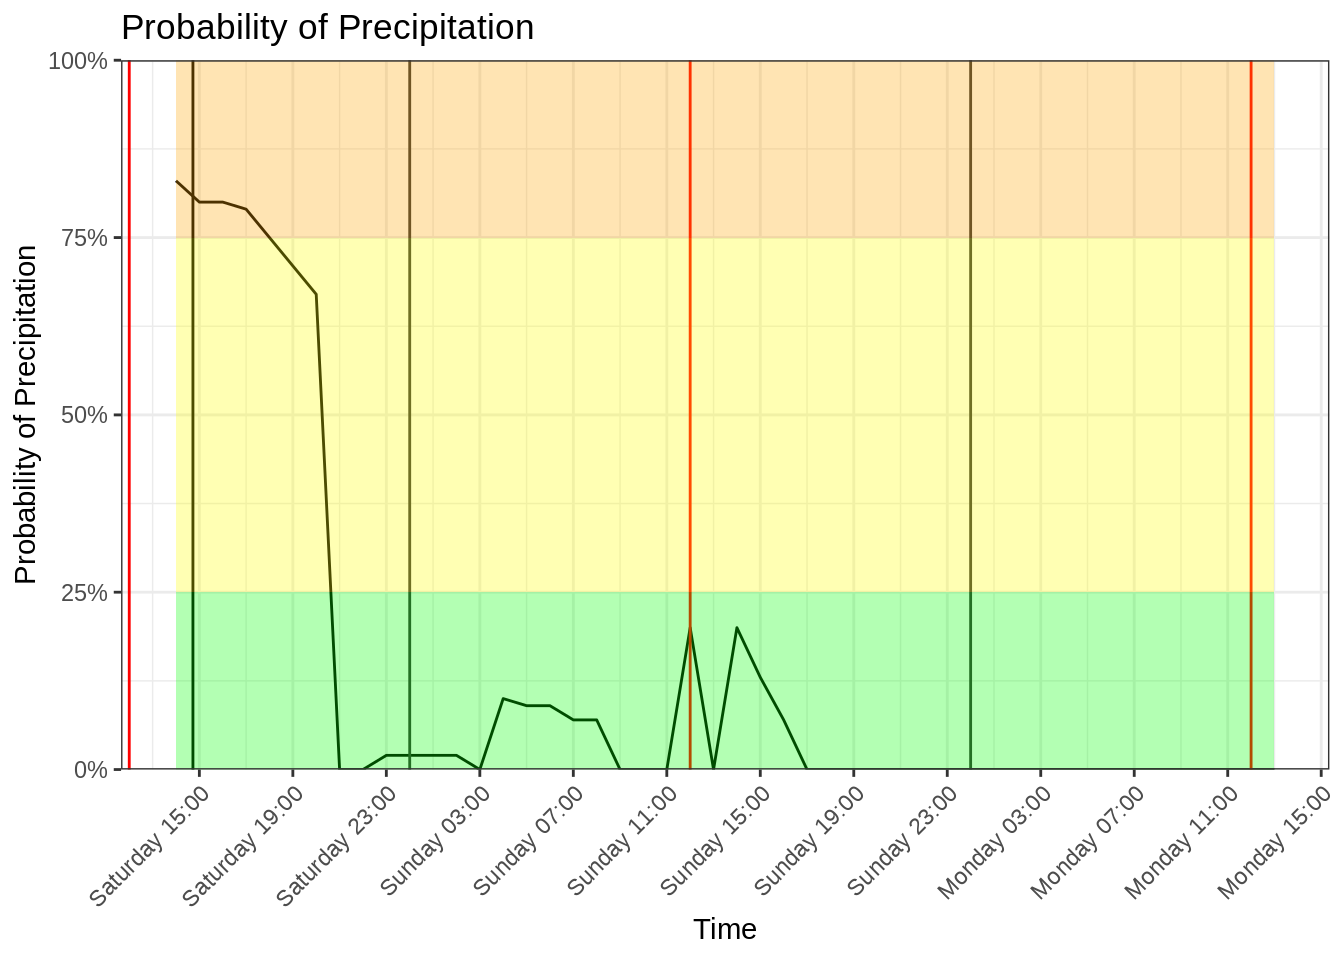 Probability of Precipitation
Probability of Precipitation
100%
75%
50%
25%
0%
Saturday 15:00
Saturday 19:00
Saturday 23:00
Sunday 03:00
Sunday 07:00
Sunday 11:00
Sunday 15:00
Sunday 19:00
Sunday 23:00
Monday 03:00
Monday 07:00
Monday 11:00
Monday 15:00
Time